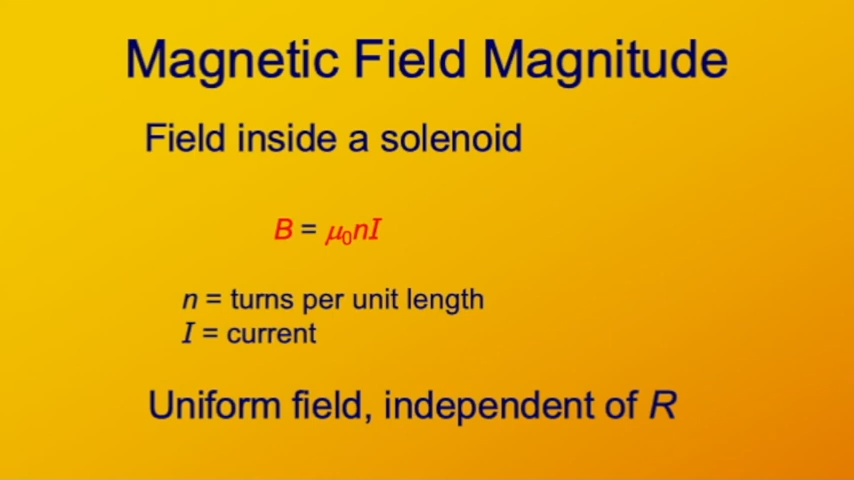 Magnetic Field Magnitude
Field inside a solenoid
B = μ₀nI
n = turns per unit length
I = current
Uniform field, independent of R